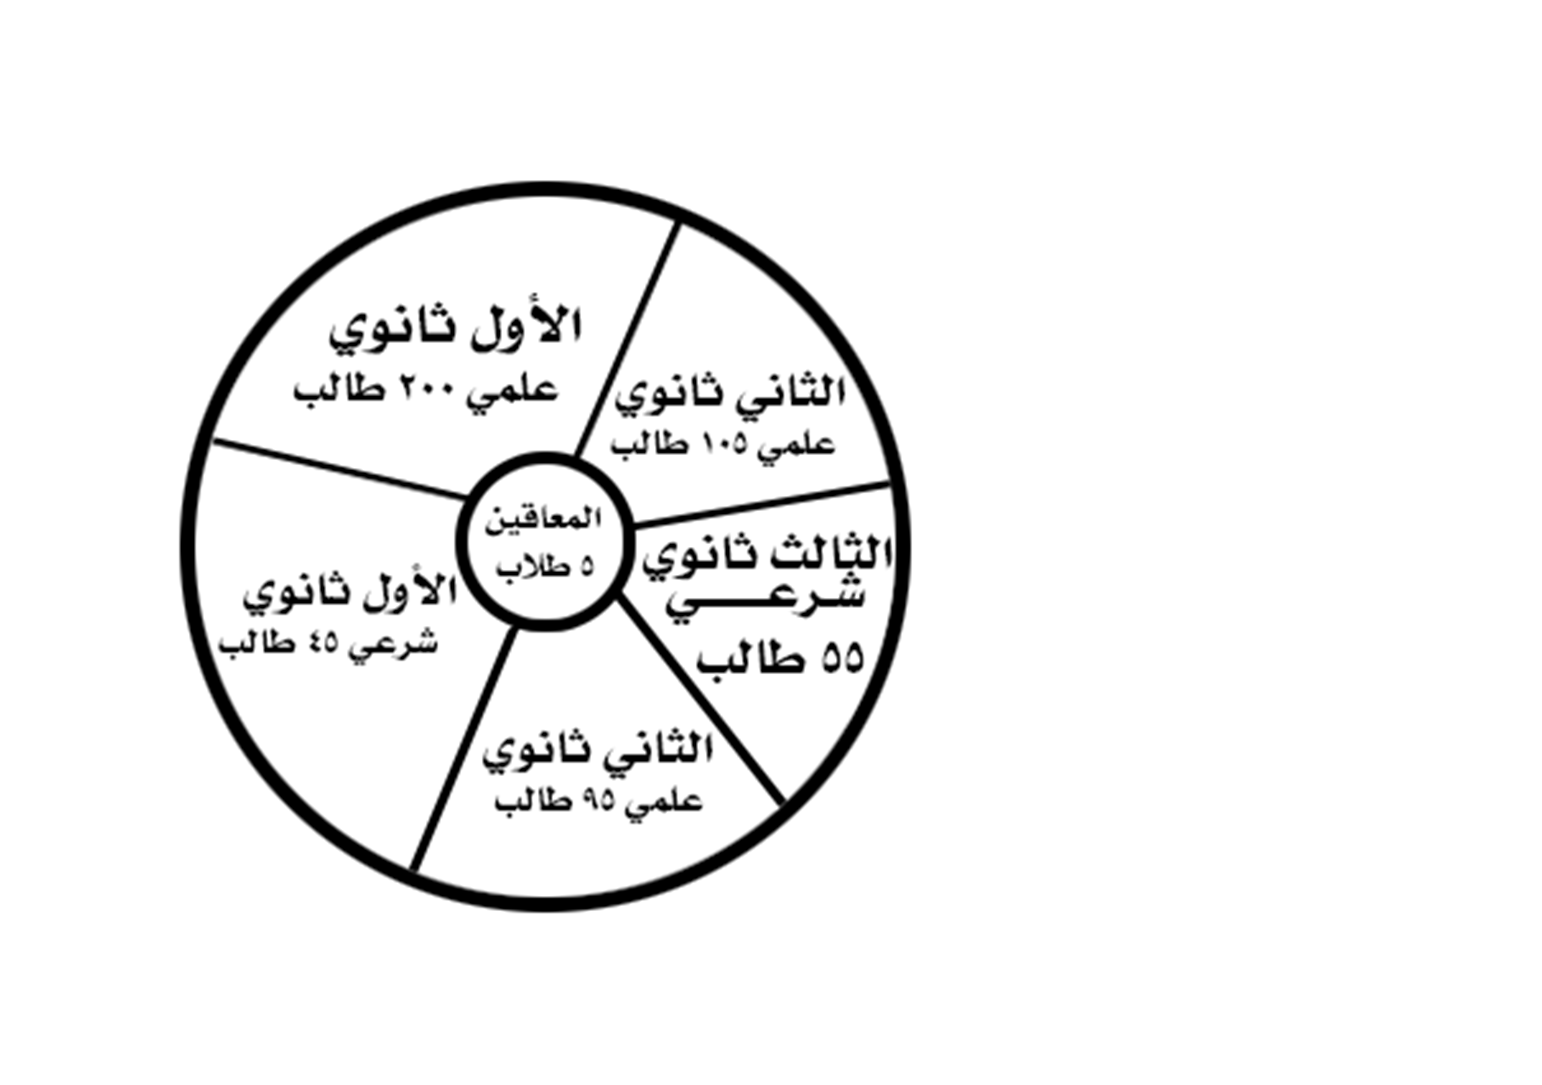 الأول ثانوي
علمي ٢٠٠ طالب
الثاني ثانوي
علمي ١٠٥ طالب
المعاقين
٥ طلاب
الثالث ثانوي
شرعـــــي
٥٥ طالب
الأول ثانوي
شرعي ٤٥ طالب
الثاني ثانوي
علمي ٩٥ طالب